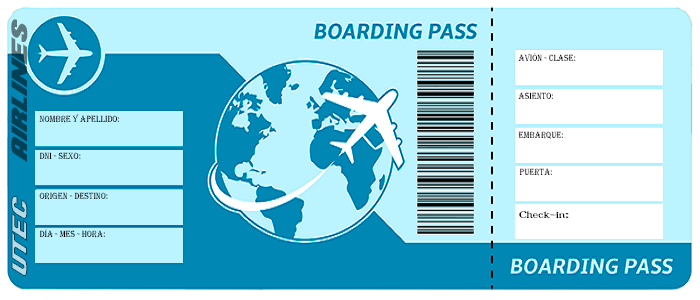 UTEC AIRLINES
BOARDING PASS
NOMBRE Y APELLIDO:
DNI - SEXO:
ORIGEN - DESTINO:
DÍA - MES - HORA:
AVIÓN - CLASE:
ASIENTO:
EMBARQUE:
PUERTA:
Check-in:
BOARDING PASS